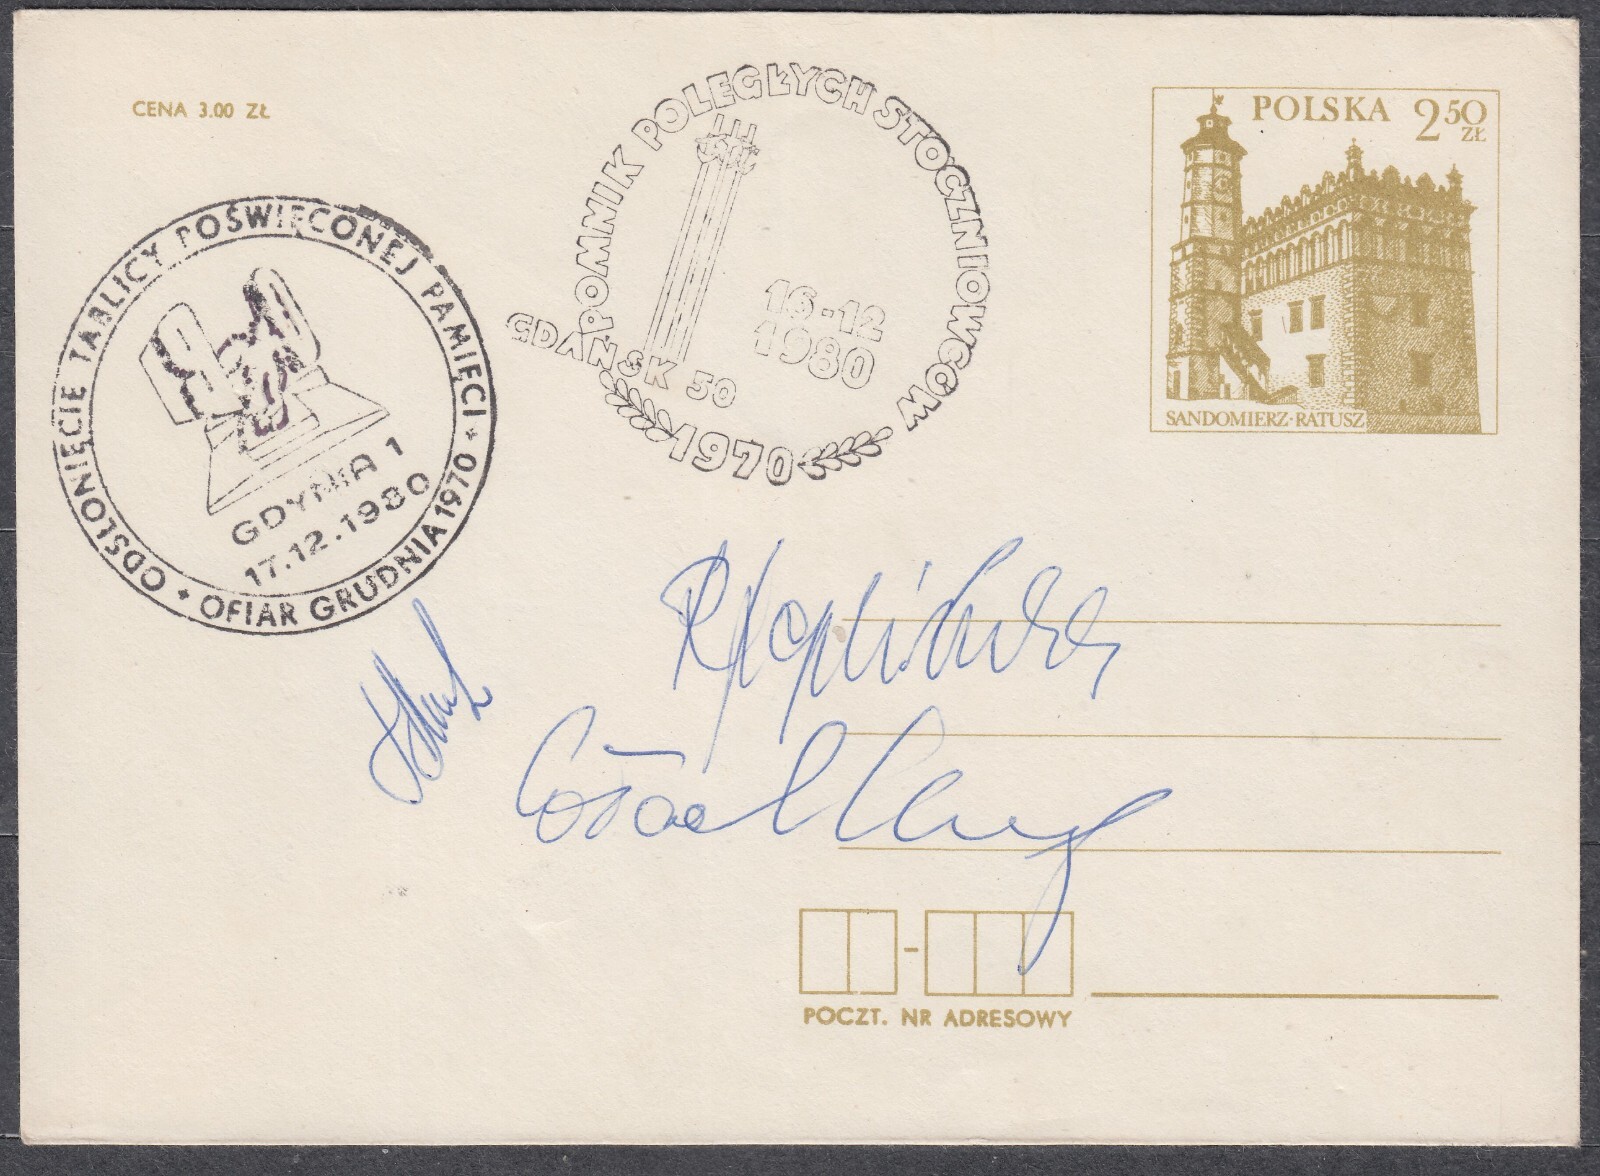 CENA 3.00 ZŁ
POLSKA 2 50 ZŁ
SANDOMIERZ-RATUSZ
POMNIK POLEGŁYCH STOCZNIOWCÓW
1970
GDAŃSK 50
16-12
1980
ODSŁONIĘCIE TABLICY POŚWIĘCONEJ PAMIĘCI
OFIAR GRUDNIA 1970
GDYNIA 1
17.12.1980
POCZT. NR ADRESOWY